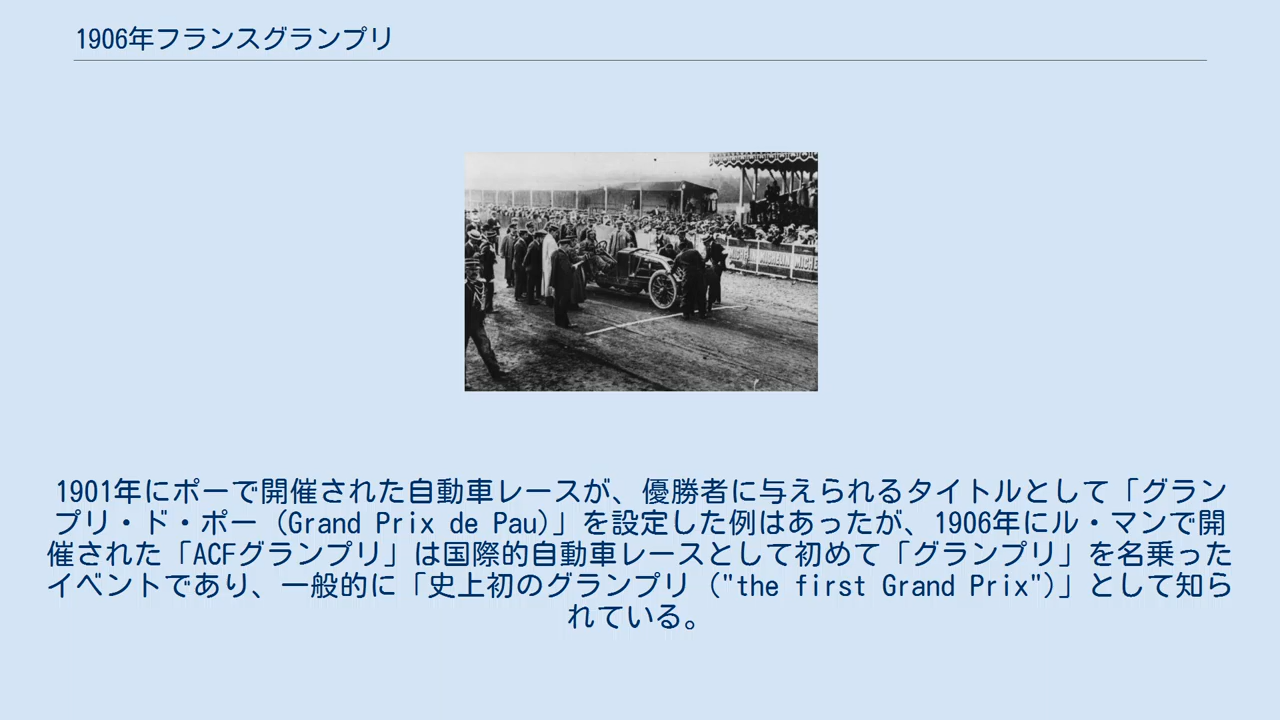 1906年フランスグランプリ
MICHELIN MICHELIN MICHE
1901年にポーで開催された自動車レースが、優勝者に与えられるタイトルとして「グラン
プリ・ド・ポー（Grand Prix de Pau)」を設定した例はあったが、1906年にル・マンで開
催された「ACFグランプリ」は国際的自動車レースとして初めて「グランプリ」を名乗った
イベントであり、一般的に「史上初のグランプリ（"the first Grand Prix")」として知ら
れている。